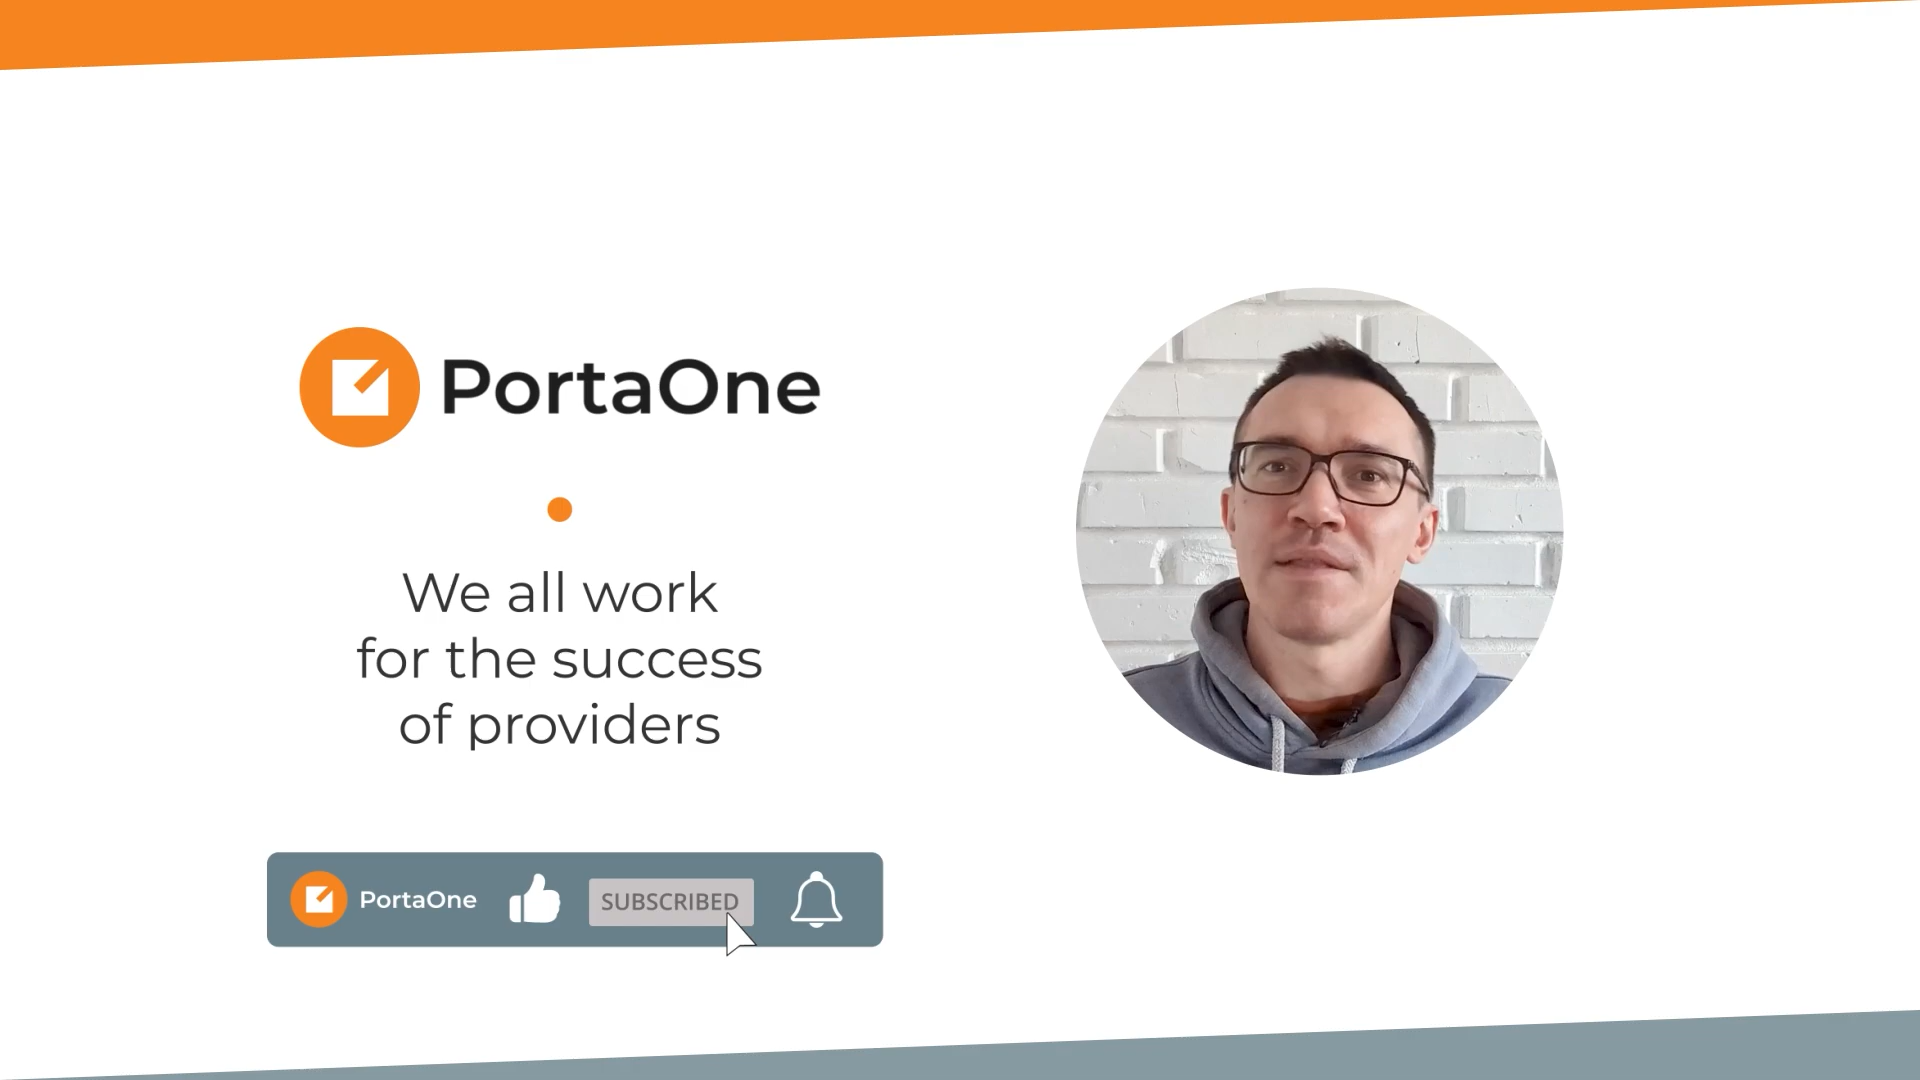 PortaOne
We all work
for the success
of providers
PortaOne
SUBSCRIBED